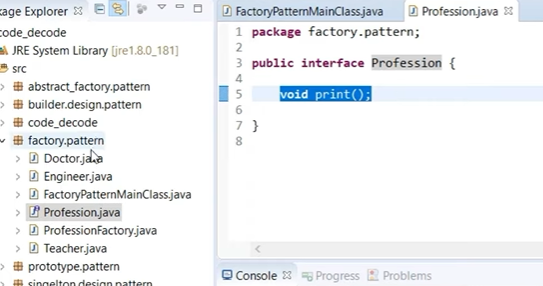 kage Explorer
code_decode
JRE System Library [jre1.8.0_181]
src
abstract_factory.pattern
builder.design.pattern
code_decode
factory.pattern
Doctor.java
Engineer.java
FactoryPatternMainClass.java
Profession.java
ProfessionFactory.java
Teacher.java
prototype.pattern
singelton.design.pattern
FactoryPatternMainClass.java
Profession.java
1 package factory.pattern;
2
3 public interface Profession {
4
5 void print();
6
7 }
8
Console
Progress
Problems